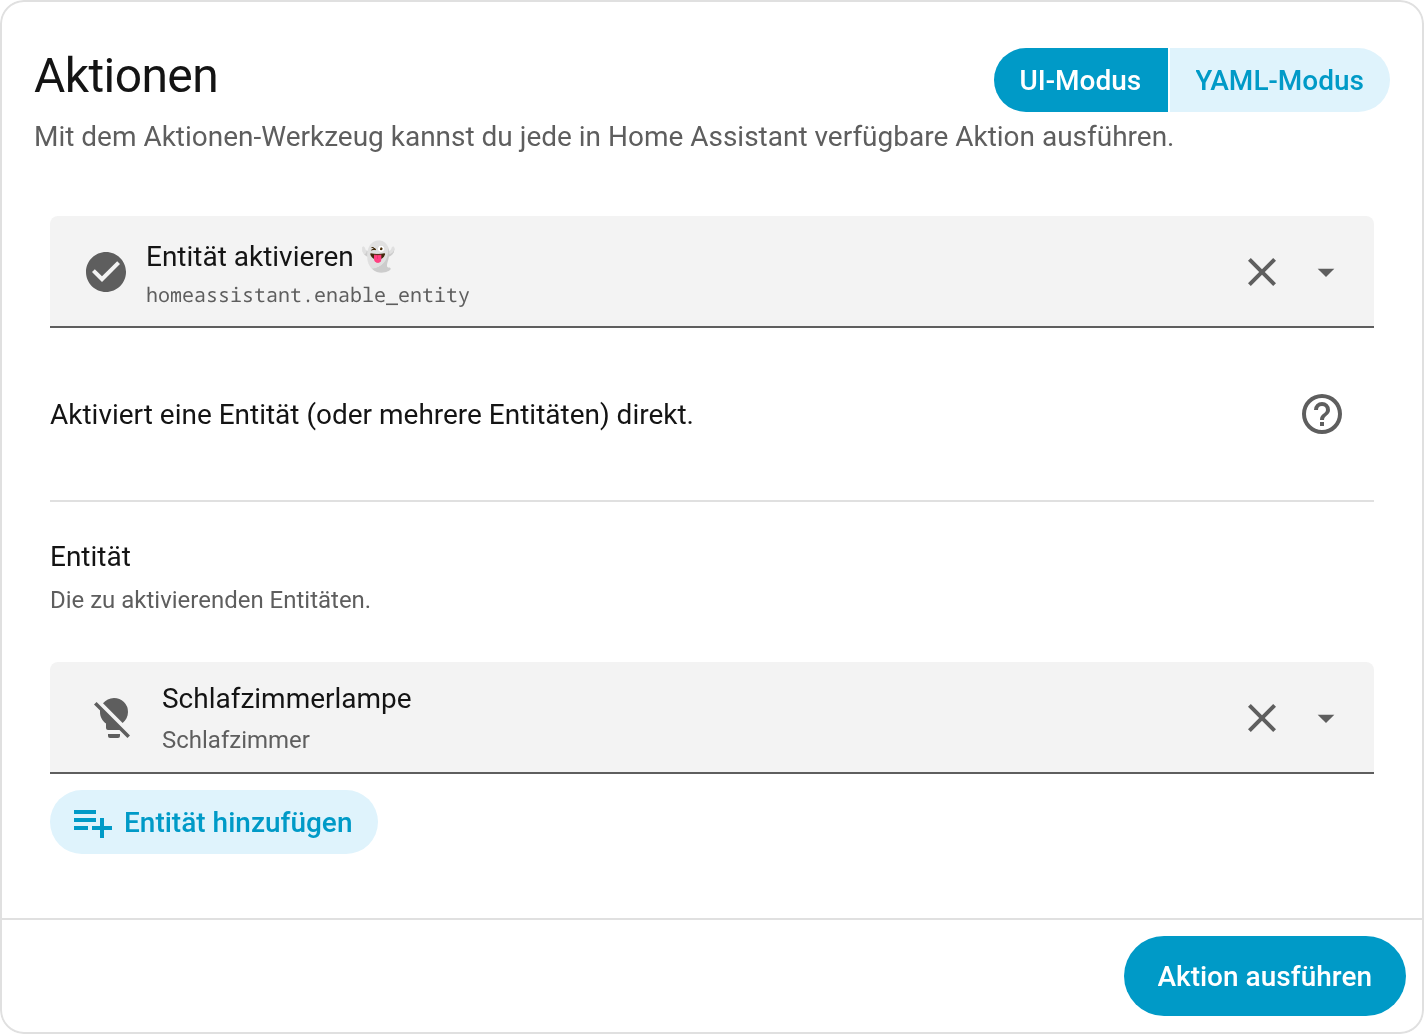 Aktionen
UI-Modus
YAML-Modus
Mit dem Aktionen-Werkzeug kannst du jede in Home Assistant verfügbare Aktion ausführen.
Entität aktivieren 👻
homeassistant.enable_entity
Aktiviert eine Entität (oder mehrere Entitäten) direkt.
Entität
Die zu aktivierenden Entitäten.
Schlafzimmerlampe
Schlafzimmer
Entität hinzufügen
Aktion ausführen